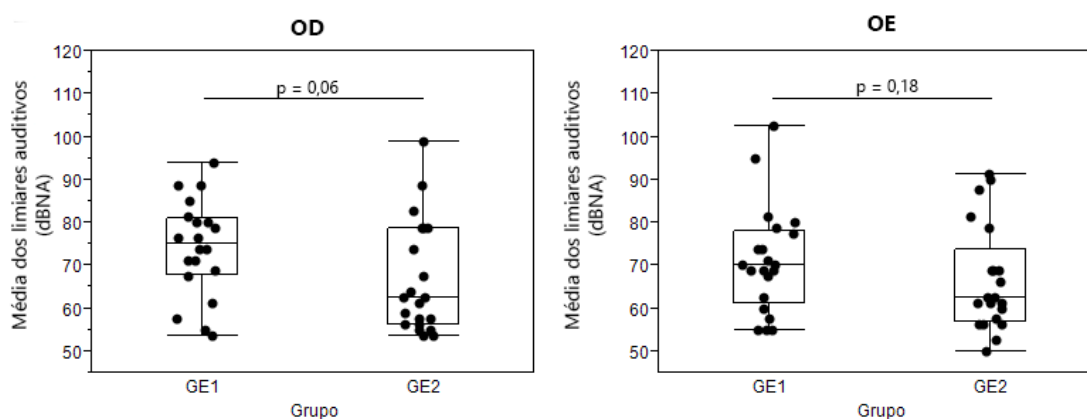 OD
Média dos limiares auditivos
(dBNA)
120
110
100
90
80
70
60
50
p = 0,06
GE1
GE2
Grupo
OE
Média dos limiares auditivos
(dBNA)
120
110
100
90
80
70
60
50
p = 0,18
GE1
GE2
Grupo